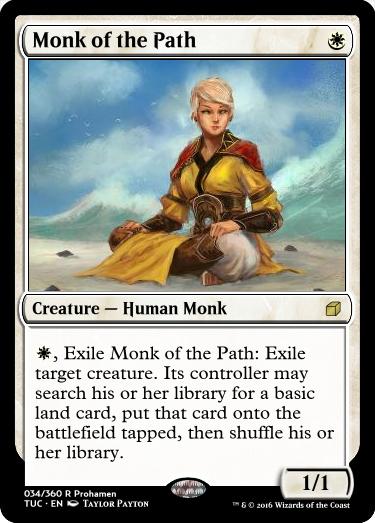 Monk of the Path
Creature — Human Monk
, Exile Monk of the Path: Exile
target creature. Its controller may
search his or her library for a basic
land card, put that card onto the
battlefield tapped, then shuffle his or
her library.
1/1
034/360 R Prohamen
TUC • EN Taylor Payton
™ & © 2016 Wizards of the Coast